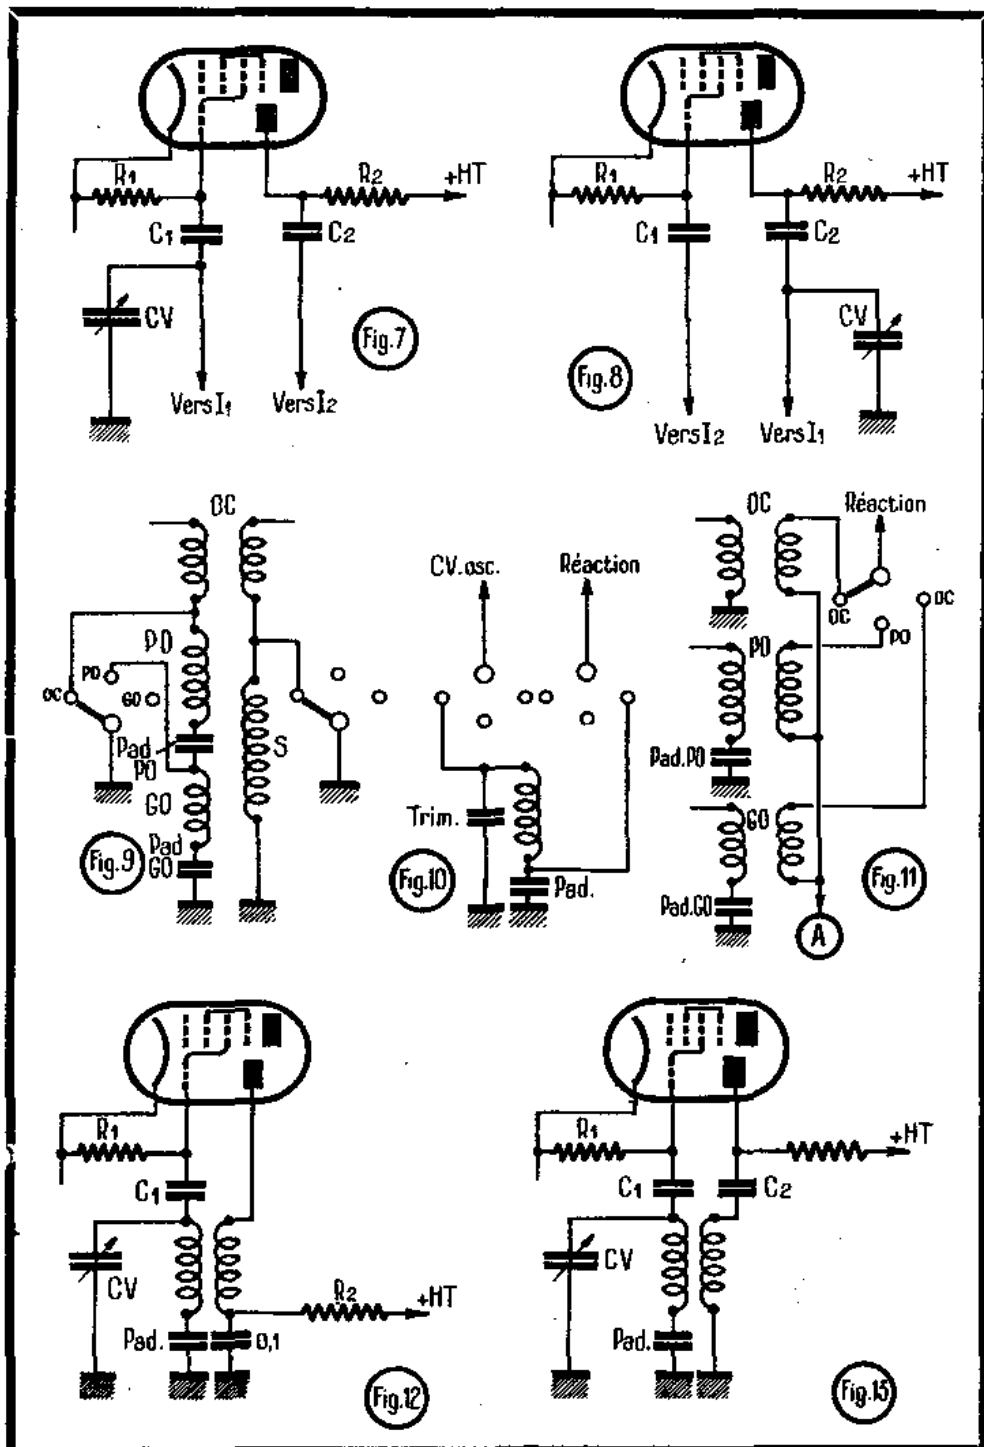 R1
R2
+HT
C1
C2
CV
Fig.7
Vers I1
Vers I2
R1
R2
+HT
C1
C2
CV
Fig.8
Vers I2
Vers I1
OC
PO
PO
OC
GO
Pad
PO
GO
S
Pad
GO
Fig.9
CV.osc.
Réaction
Trim.
Pad.
Fig.10
OC
Réaction
OC
OC
PO
PO
Pad.PO
GO
Pad.GO
Fig.11
A
R1
C1
CV
R2
+HT
Pad.
0,1
Fig.12
R1
+HT
C1
C2
CV
Pad.
Fig.13